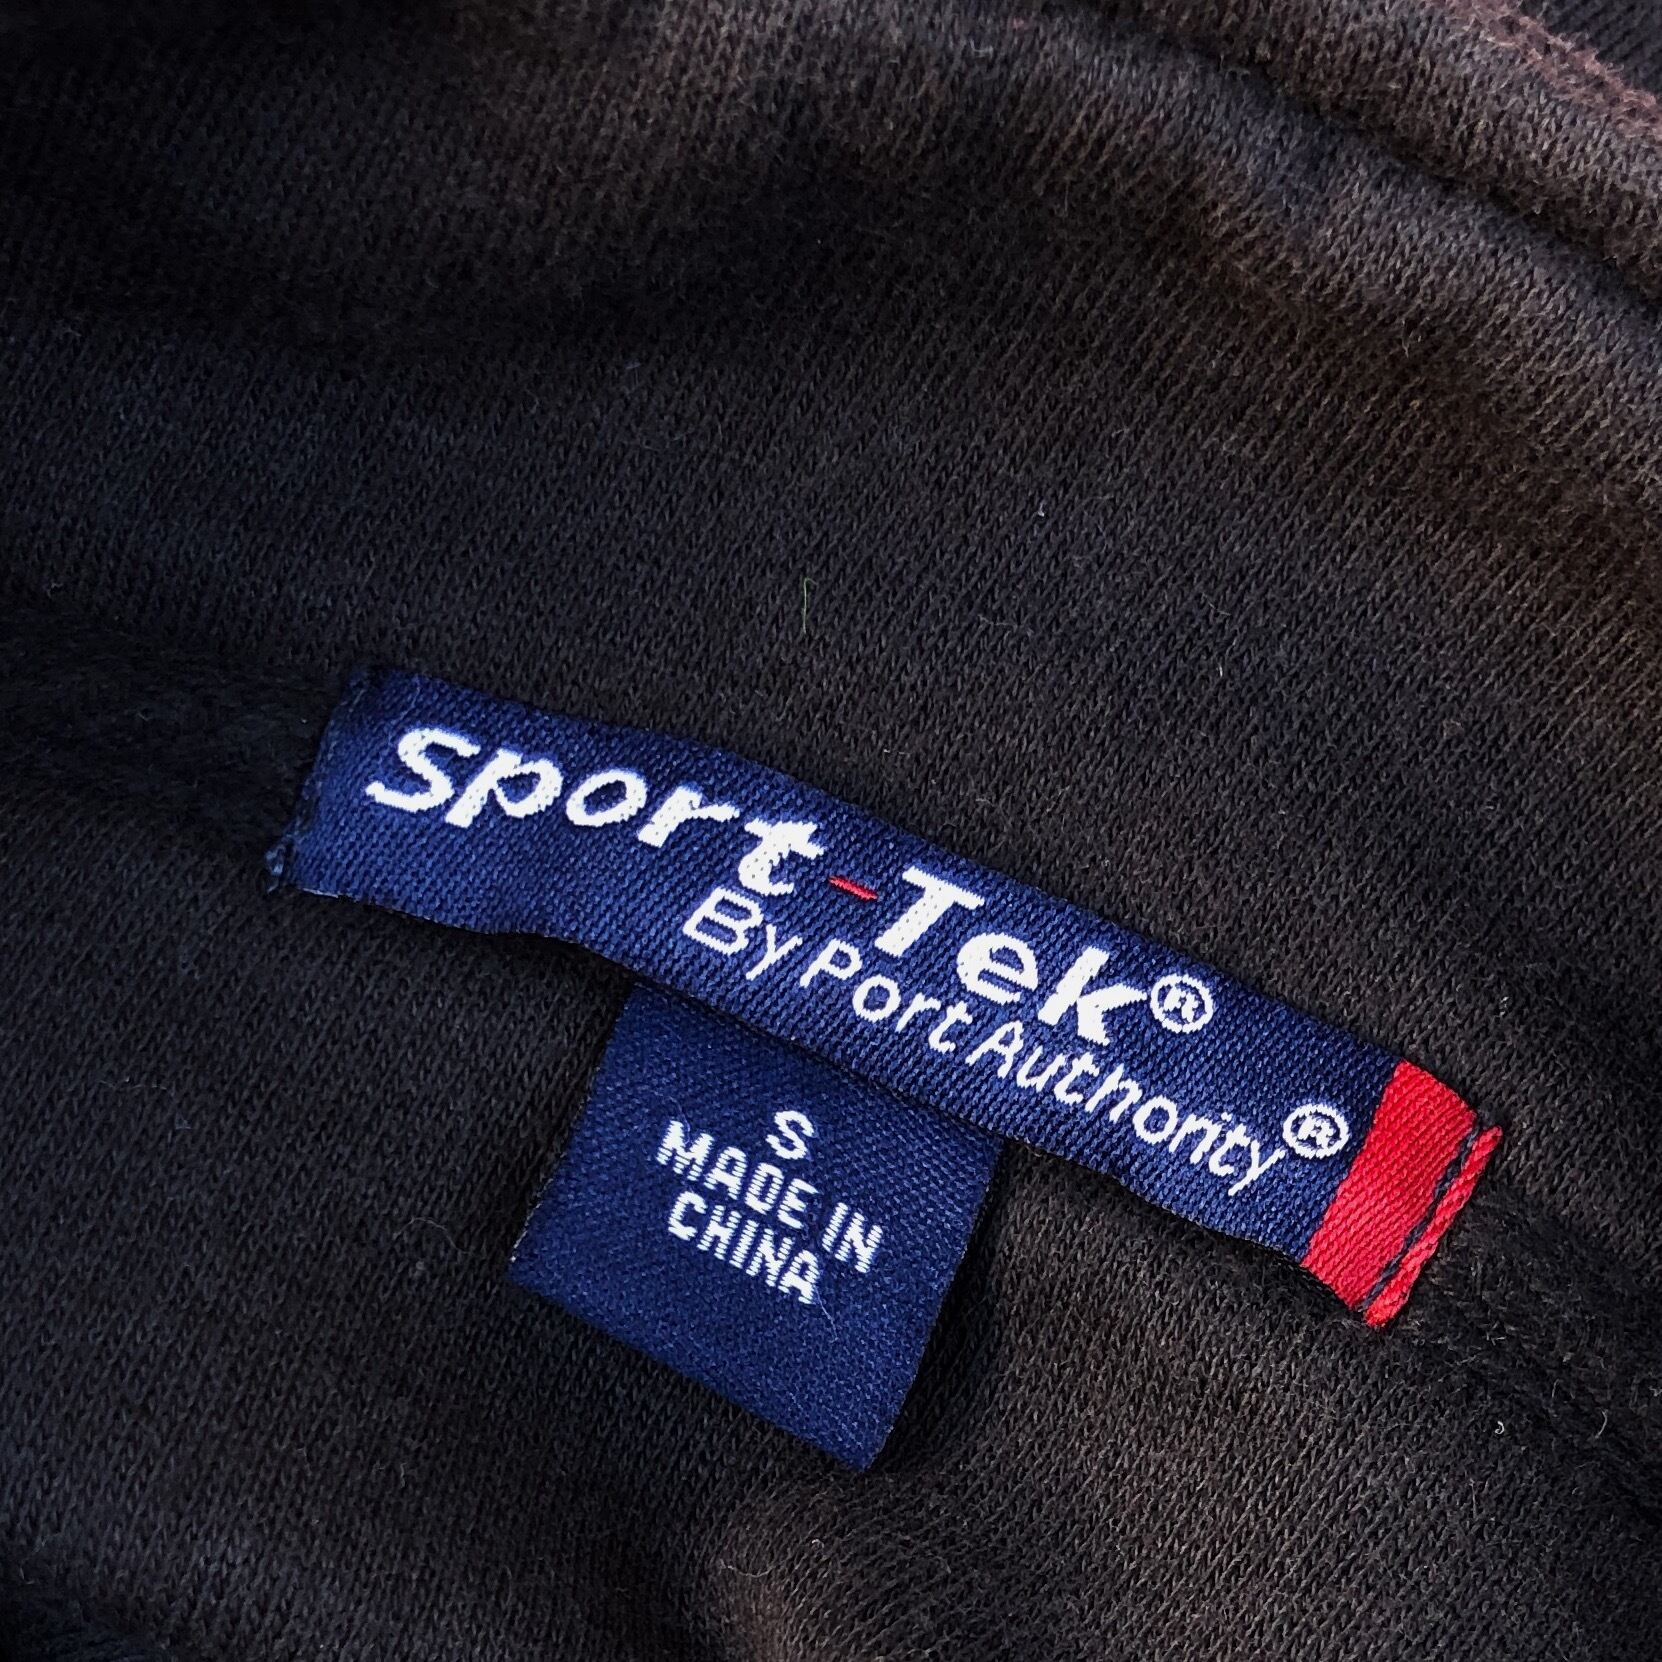 Sport-Tek®
By Port Authority®
S
MADE IN
CHINA